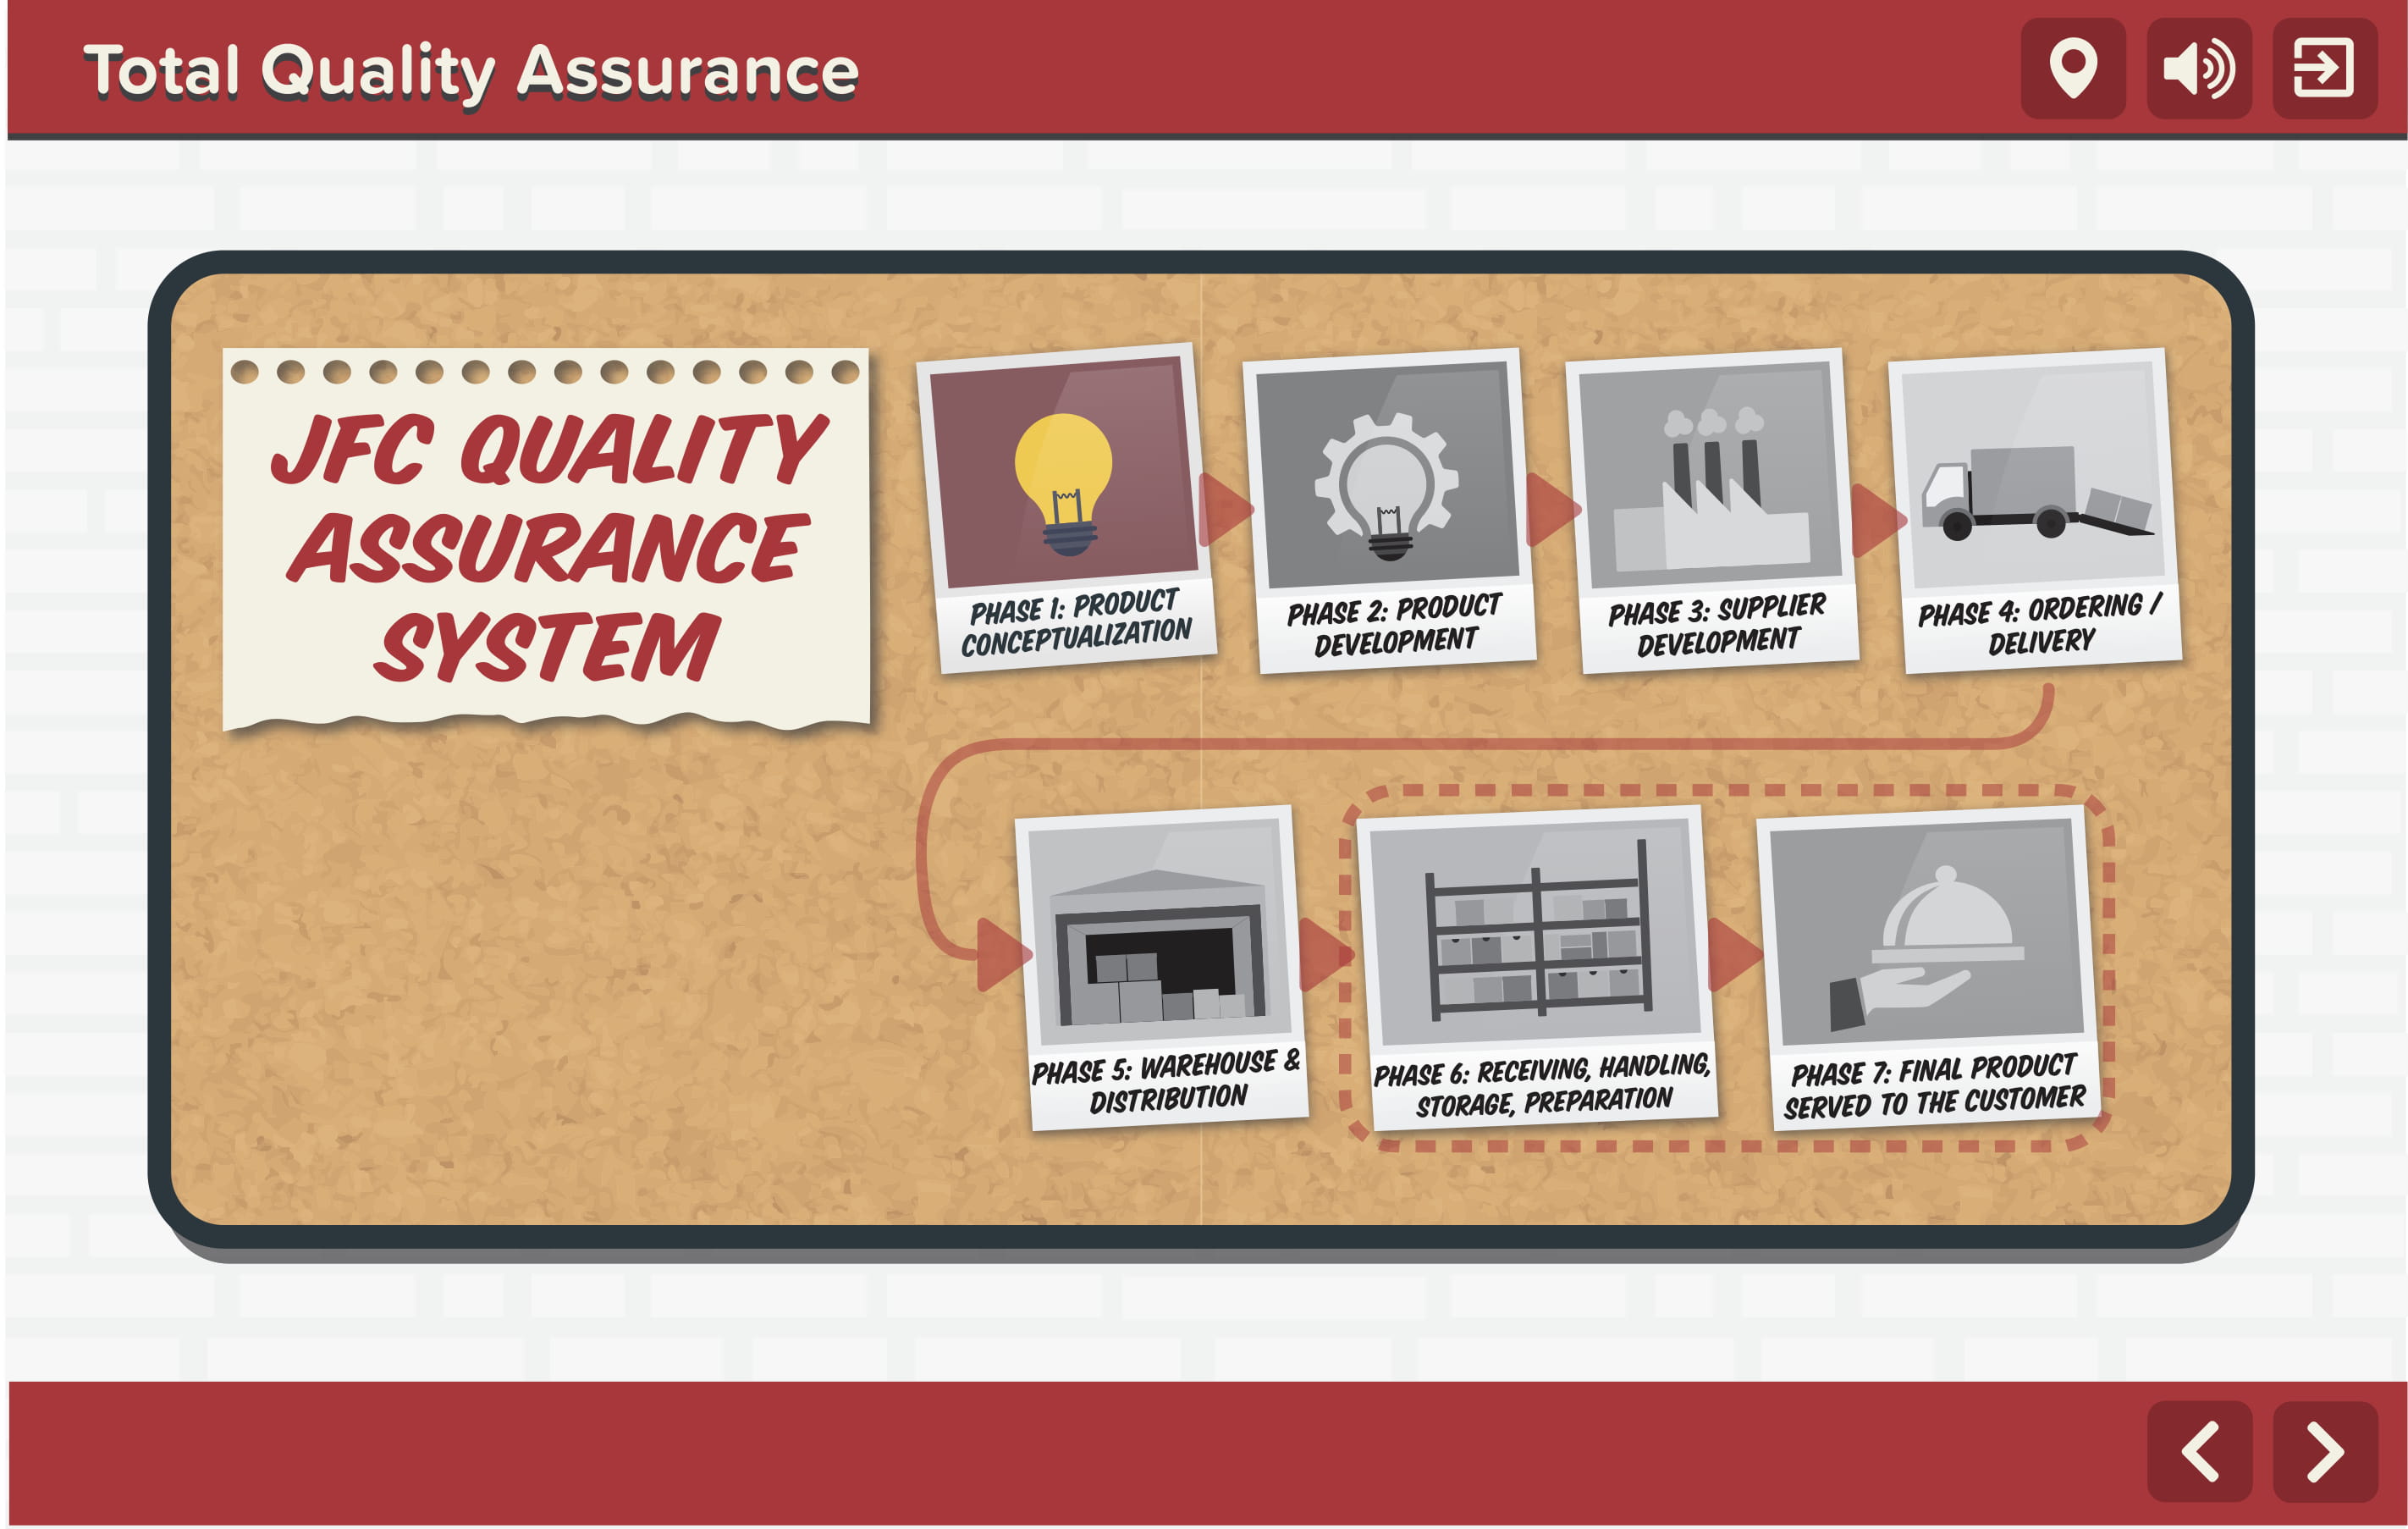 Total Quality Assurance
JFC QUALITY
ASSURANCE
SYSTEM
PHASE 1: PRODUCT
CONCEPTUALIZATION
PHASE 2: PRODUCT
DEVELOPMENT
PHASE 3: SUPPLIER
DEVELOPMENT
PHASE 4: ORDERING /
DELIVERY
PHASE 5: WAREHOUSE &
DISTRIBUTION
PHASE 6: RECEIVING, HANDLING,
STORAGE, PREPARATION
PHASE 7: FINAL PRODUCT
SERVED TO THE CUSTOMER